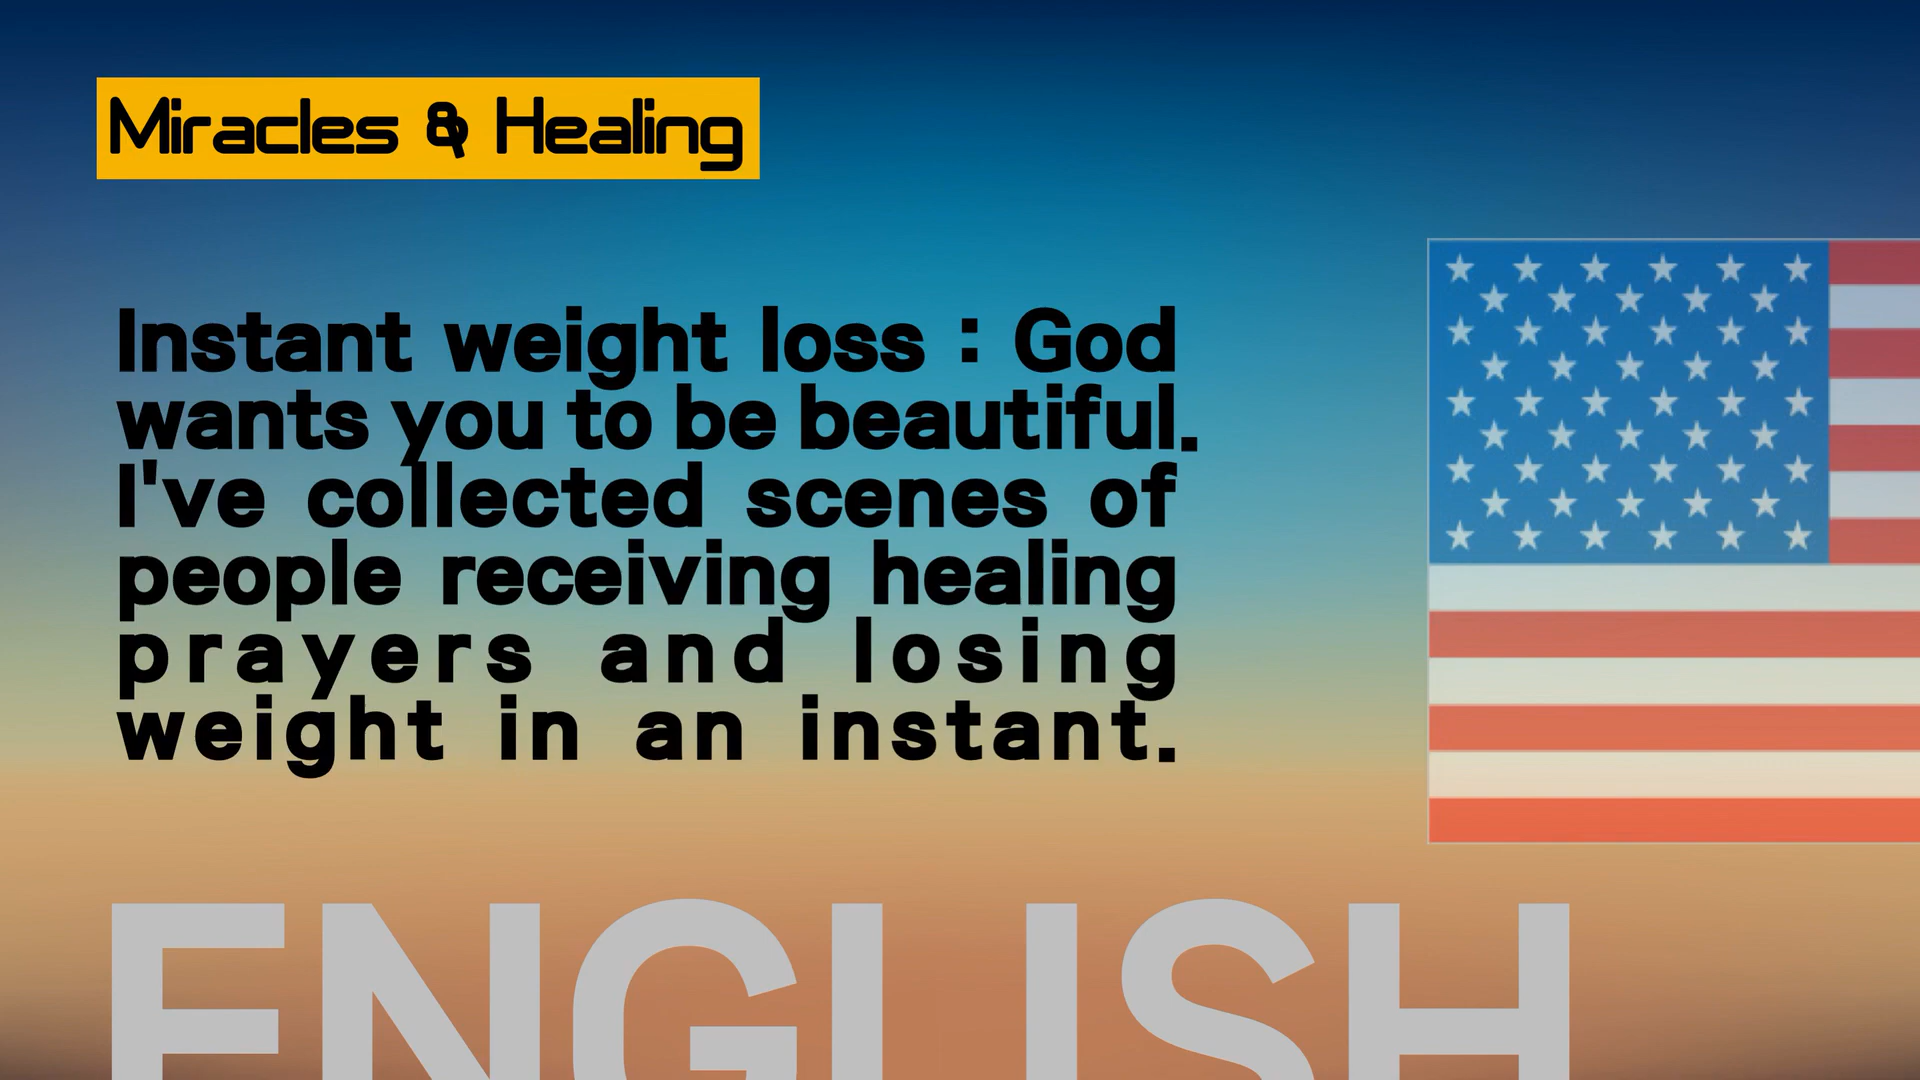 Miracles & Healing
Instant weight loss : God
wants you to be beautiful.
I've collected scenes of
people receiving healing
prayers and losing
weight in an instant.
ENGLISH